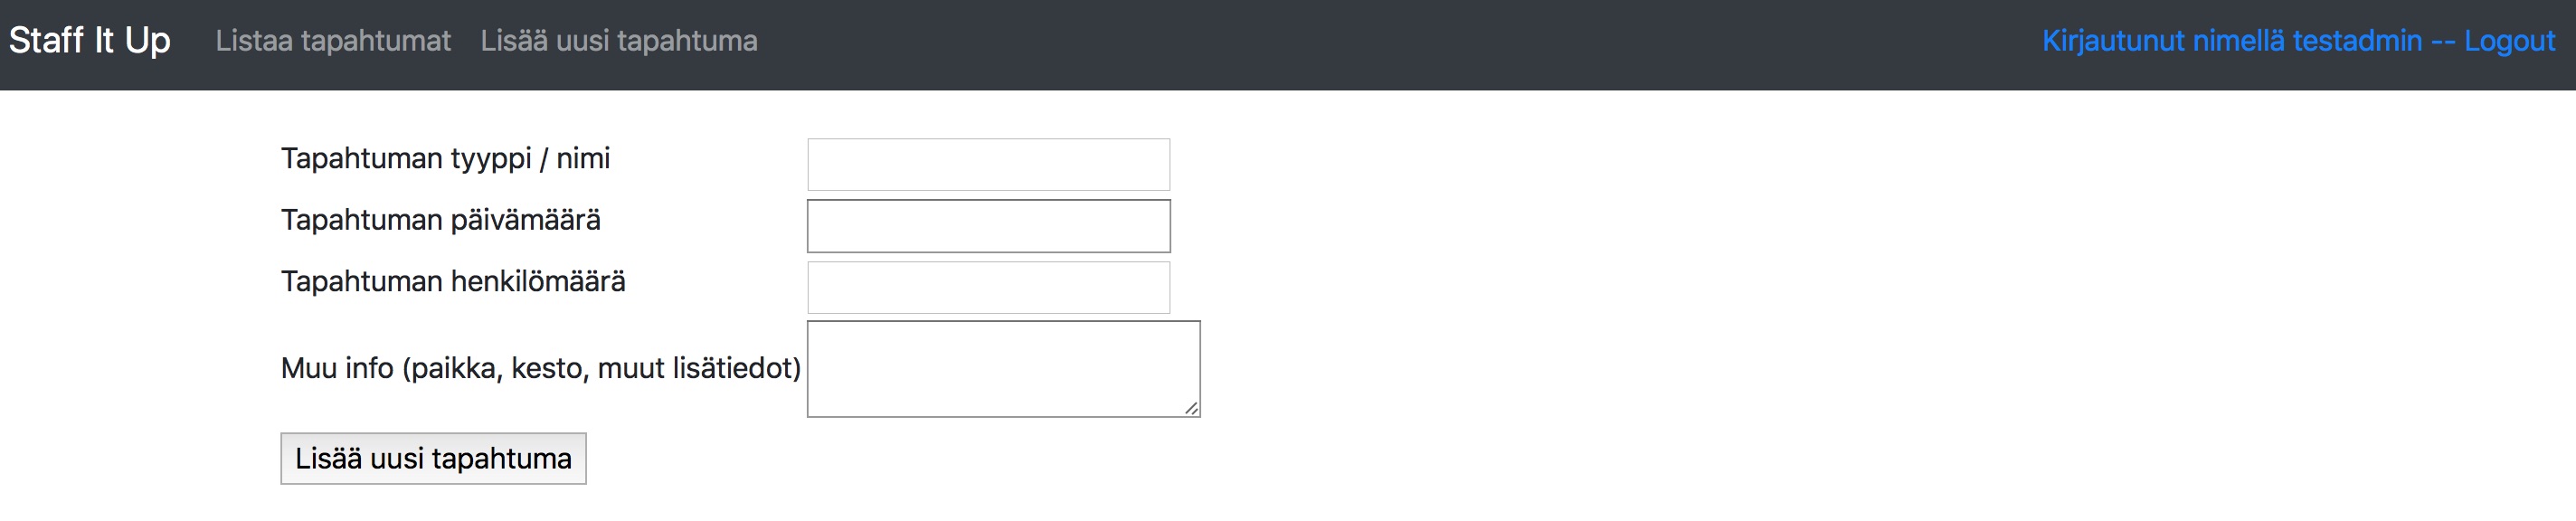 Staff It Up Listaa tapahtumat Lisää uusi tapahtuma Kirjautunut nimellä testadmin -- Logout
Tapahtuman tyyppi / nimi
Tapahtuman päivämäärä
Tapahtuman henkilömäärä
Muu info (paikka, kesto, muut lisätiedot)
Lisää uusi tapahtuma